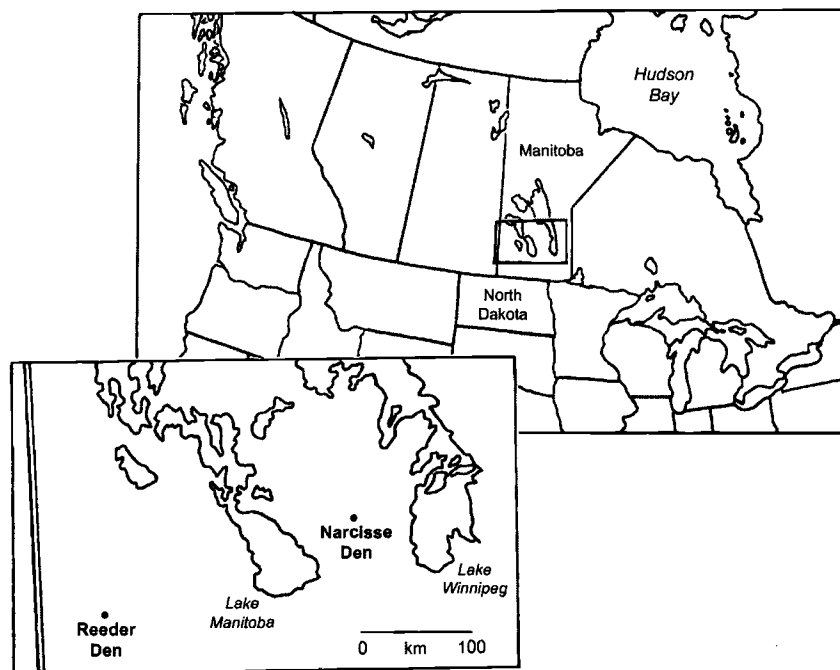 Hudson
Bay
Manitoba
North
Dakota
Narcisse
Den
Lake
Winnipeg
Lake
Manitoba
Reeder
Den
0 km 100